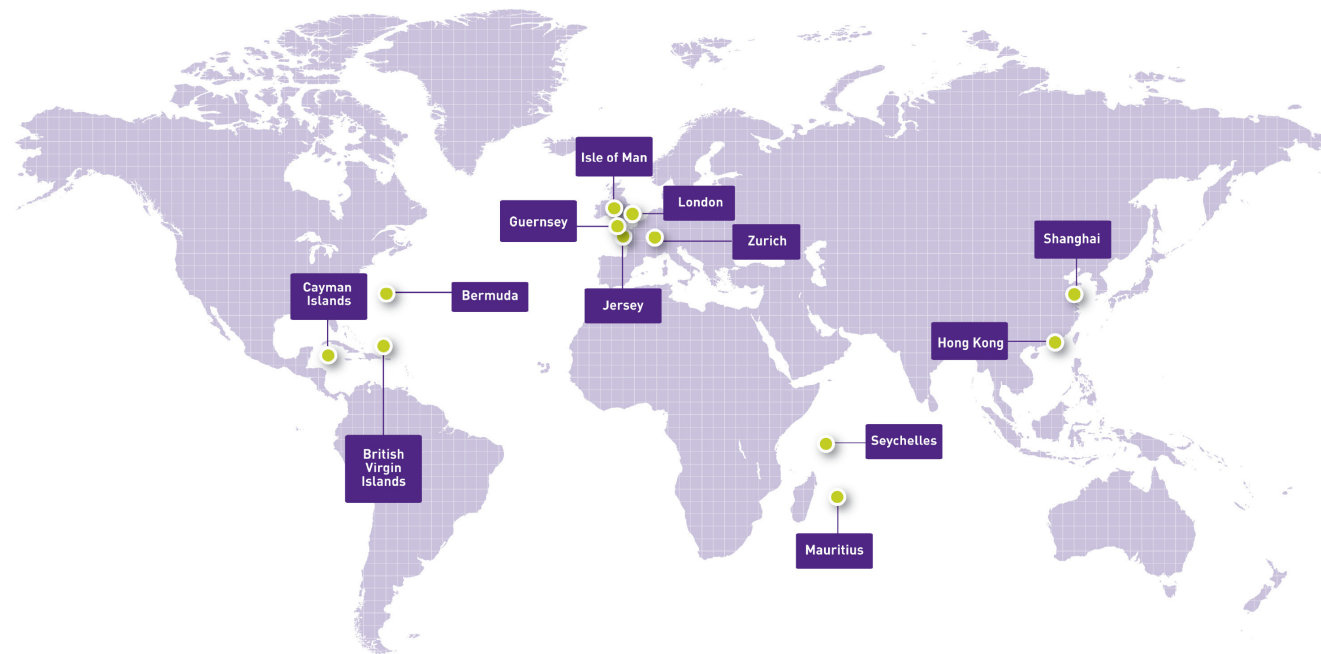 Isle of Man
London
Guernsey
Zurich
Shanghai
Cayman
Islands
Bermuda
Jersey
Hong Kong
Seychelles
British
Virgin
Islands
Mauritius